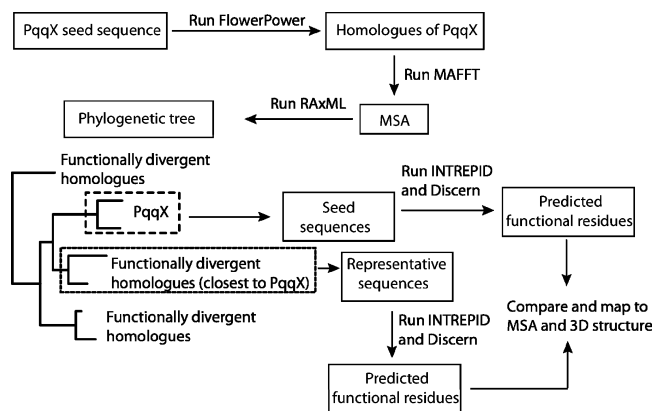 PqqX seed sequence
Run FlowerPower
Homologues of PqqX
Run MAFFT
Phylogenetic tree
Run RAxML
MSA
Functionally divergent
homologues
PqqX
Seed
sequences
Run INTREPID
and Discern
Predicted
functional residues
Functionally divergent
homologues (closest to PqqX)
Representative
sequences
Compare and map to
MSA and 3D structure
Functionally divergent
homologues
Run INTREPID
and Discern
Predicted
functional residues